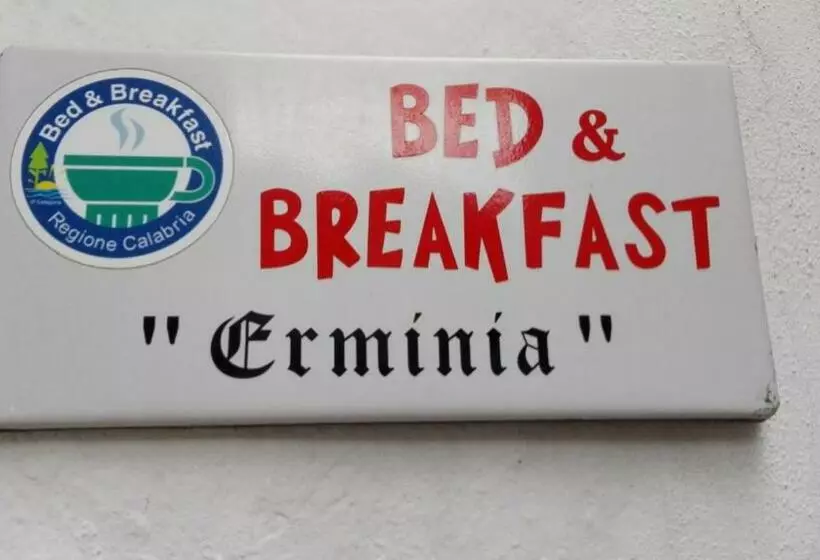 Bed & Breakfast
Regione Calabria
BED &
BREAKFAST
"Erminia"